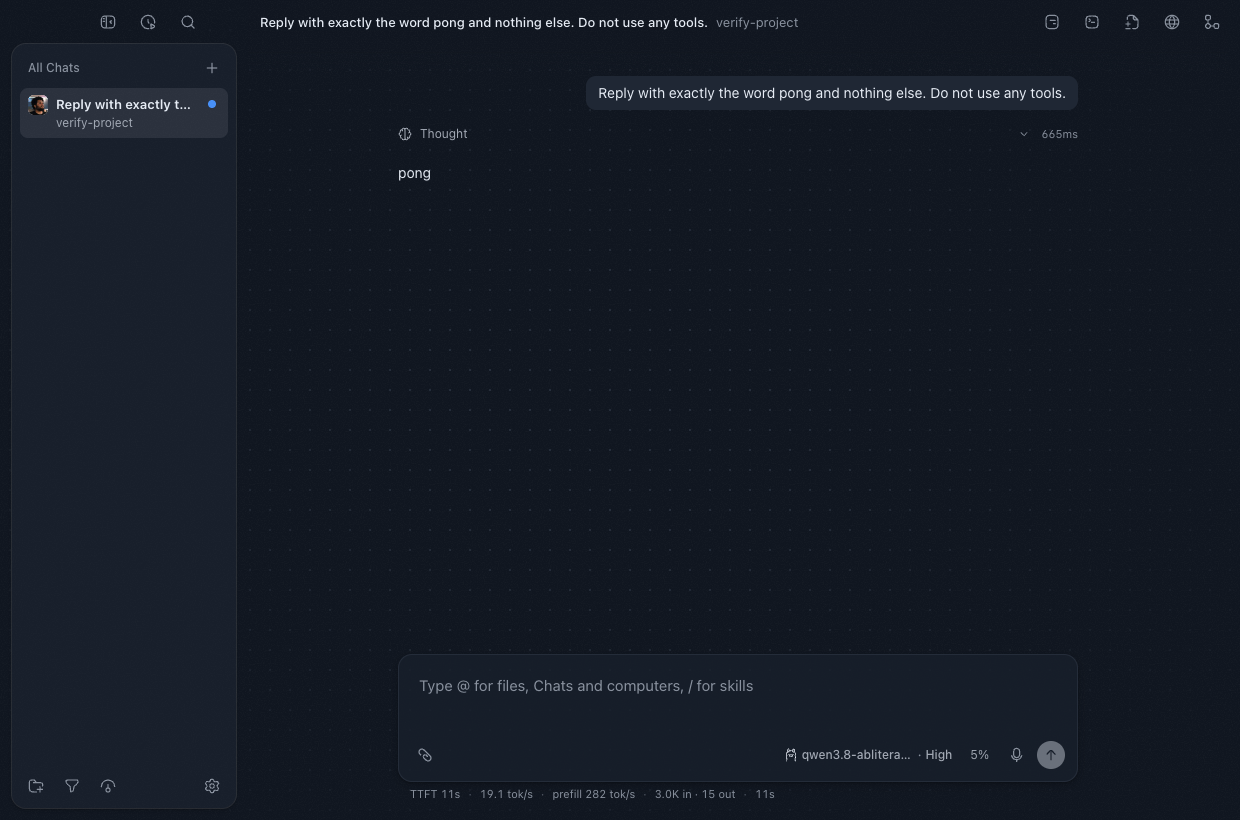 Reply with exactly the word pong and nothing else. Do not use any tools. verify-project
All Chats
Reply with exactly t...
verify-project
Reply with exactly the word pong and nothing else. Do not use any tools.
Thought
665ms
pong
Type @ for files, Chats and computers, / for skills
qwen3.8-ablitera... · High 5%
TTFT 11s · 19.1 tok/s · prefill 282 tok/s · 3.0K in · 15 out · 11s